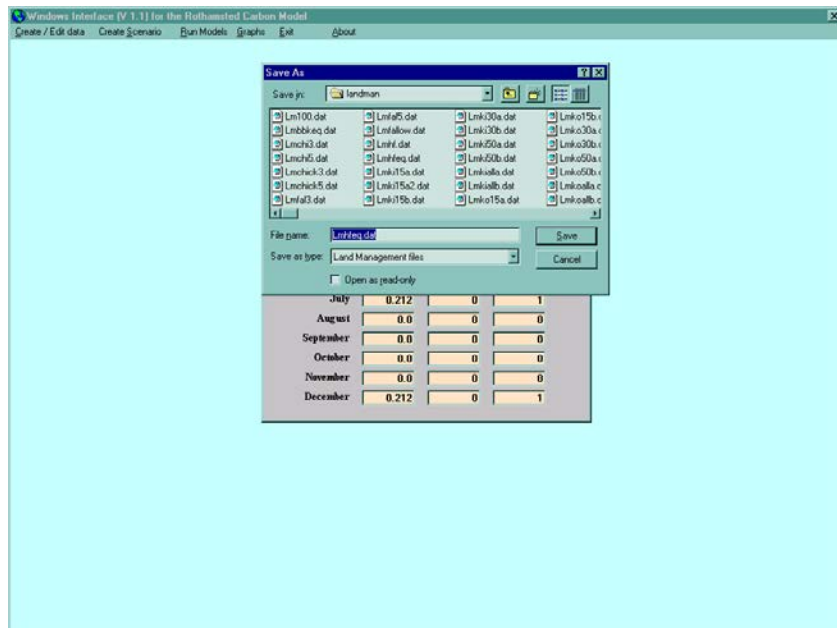 Windows Interface (V 1.1) for the Rothamsted Carbon Model
Create / Edit data Create Scenario Run Models Graphs Exit About
Save As
Save in: landman
Lm100.dat Lmfal5.dat Lmki30a.dat Lmko15b.c
Lmbbkeq.dat Lmfallow.dat Lmki30b.dat Lmko30a.c
Lmchi3.dat Lmhf.dat Lmki50a.dat Lmko30b.c
Lmchi5.dat Lmhfeq.dat Lmki50b.dat Lmko50a.c
Lmchick3.dat Lmki15a.dat Lmkialla.dat Lmko50b.c
Lmchick5.dat Lmki15a2.dat Lmkiallb.dat Lmkoalla.c
Lmfal3.dat Lmki15b.dat Lmko15a.dat Lmkoallb.c
File name: Lmhfeq.dat Save
Save as type: Land Management files Cancel
Open as read-only
July 0.212 0 1
August 0.0 0 0
September 0.0 0 0
October 0.0 0 0
November 0.0 0 0
December 0.212 0 1